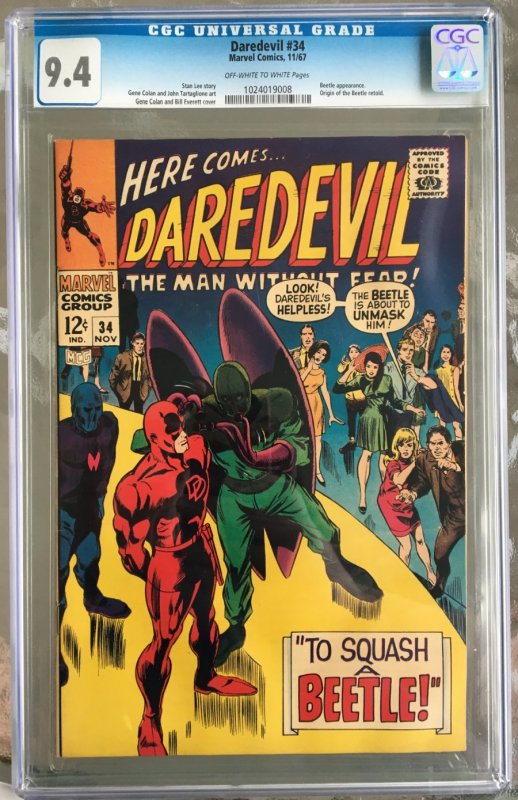 CGC UNIVERSAL GRADE
9.4
Daredevil #34
Marvel Comics, 11/67
OFF-WHITE TO WHITE Pages
Stan Lee story
Gene Colan and John Tartaglione art
Gene Colan and Bill Everett cover
Beetle appearance.
Origin of the Beetle retold.
1024019008
CGC
HERE COMES...
DAREDEVIL
THE MAN WITHOUT FEAR!
APPROVED
BY THE
COMICS
CODE
AUTHORITY
MARVEL
COMICS
GROUP
12¢
IND.
34
NOV
MCG
LOOK!
DAREDEVIL'S
HELPLESS!
THE BEETLE
IS ABOUT TO
UNMASK
HIM!
W
DD
"TO SQUASH
A
BEETLE!"